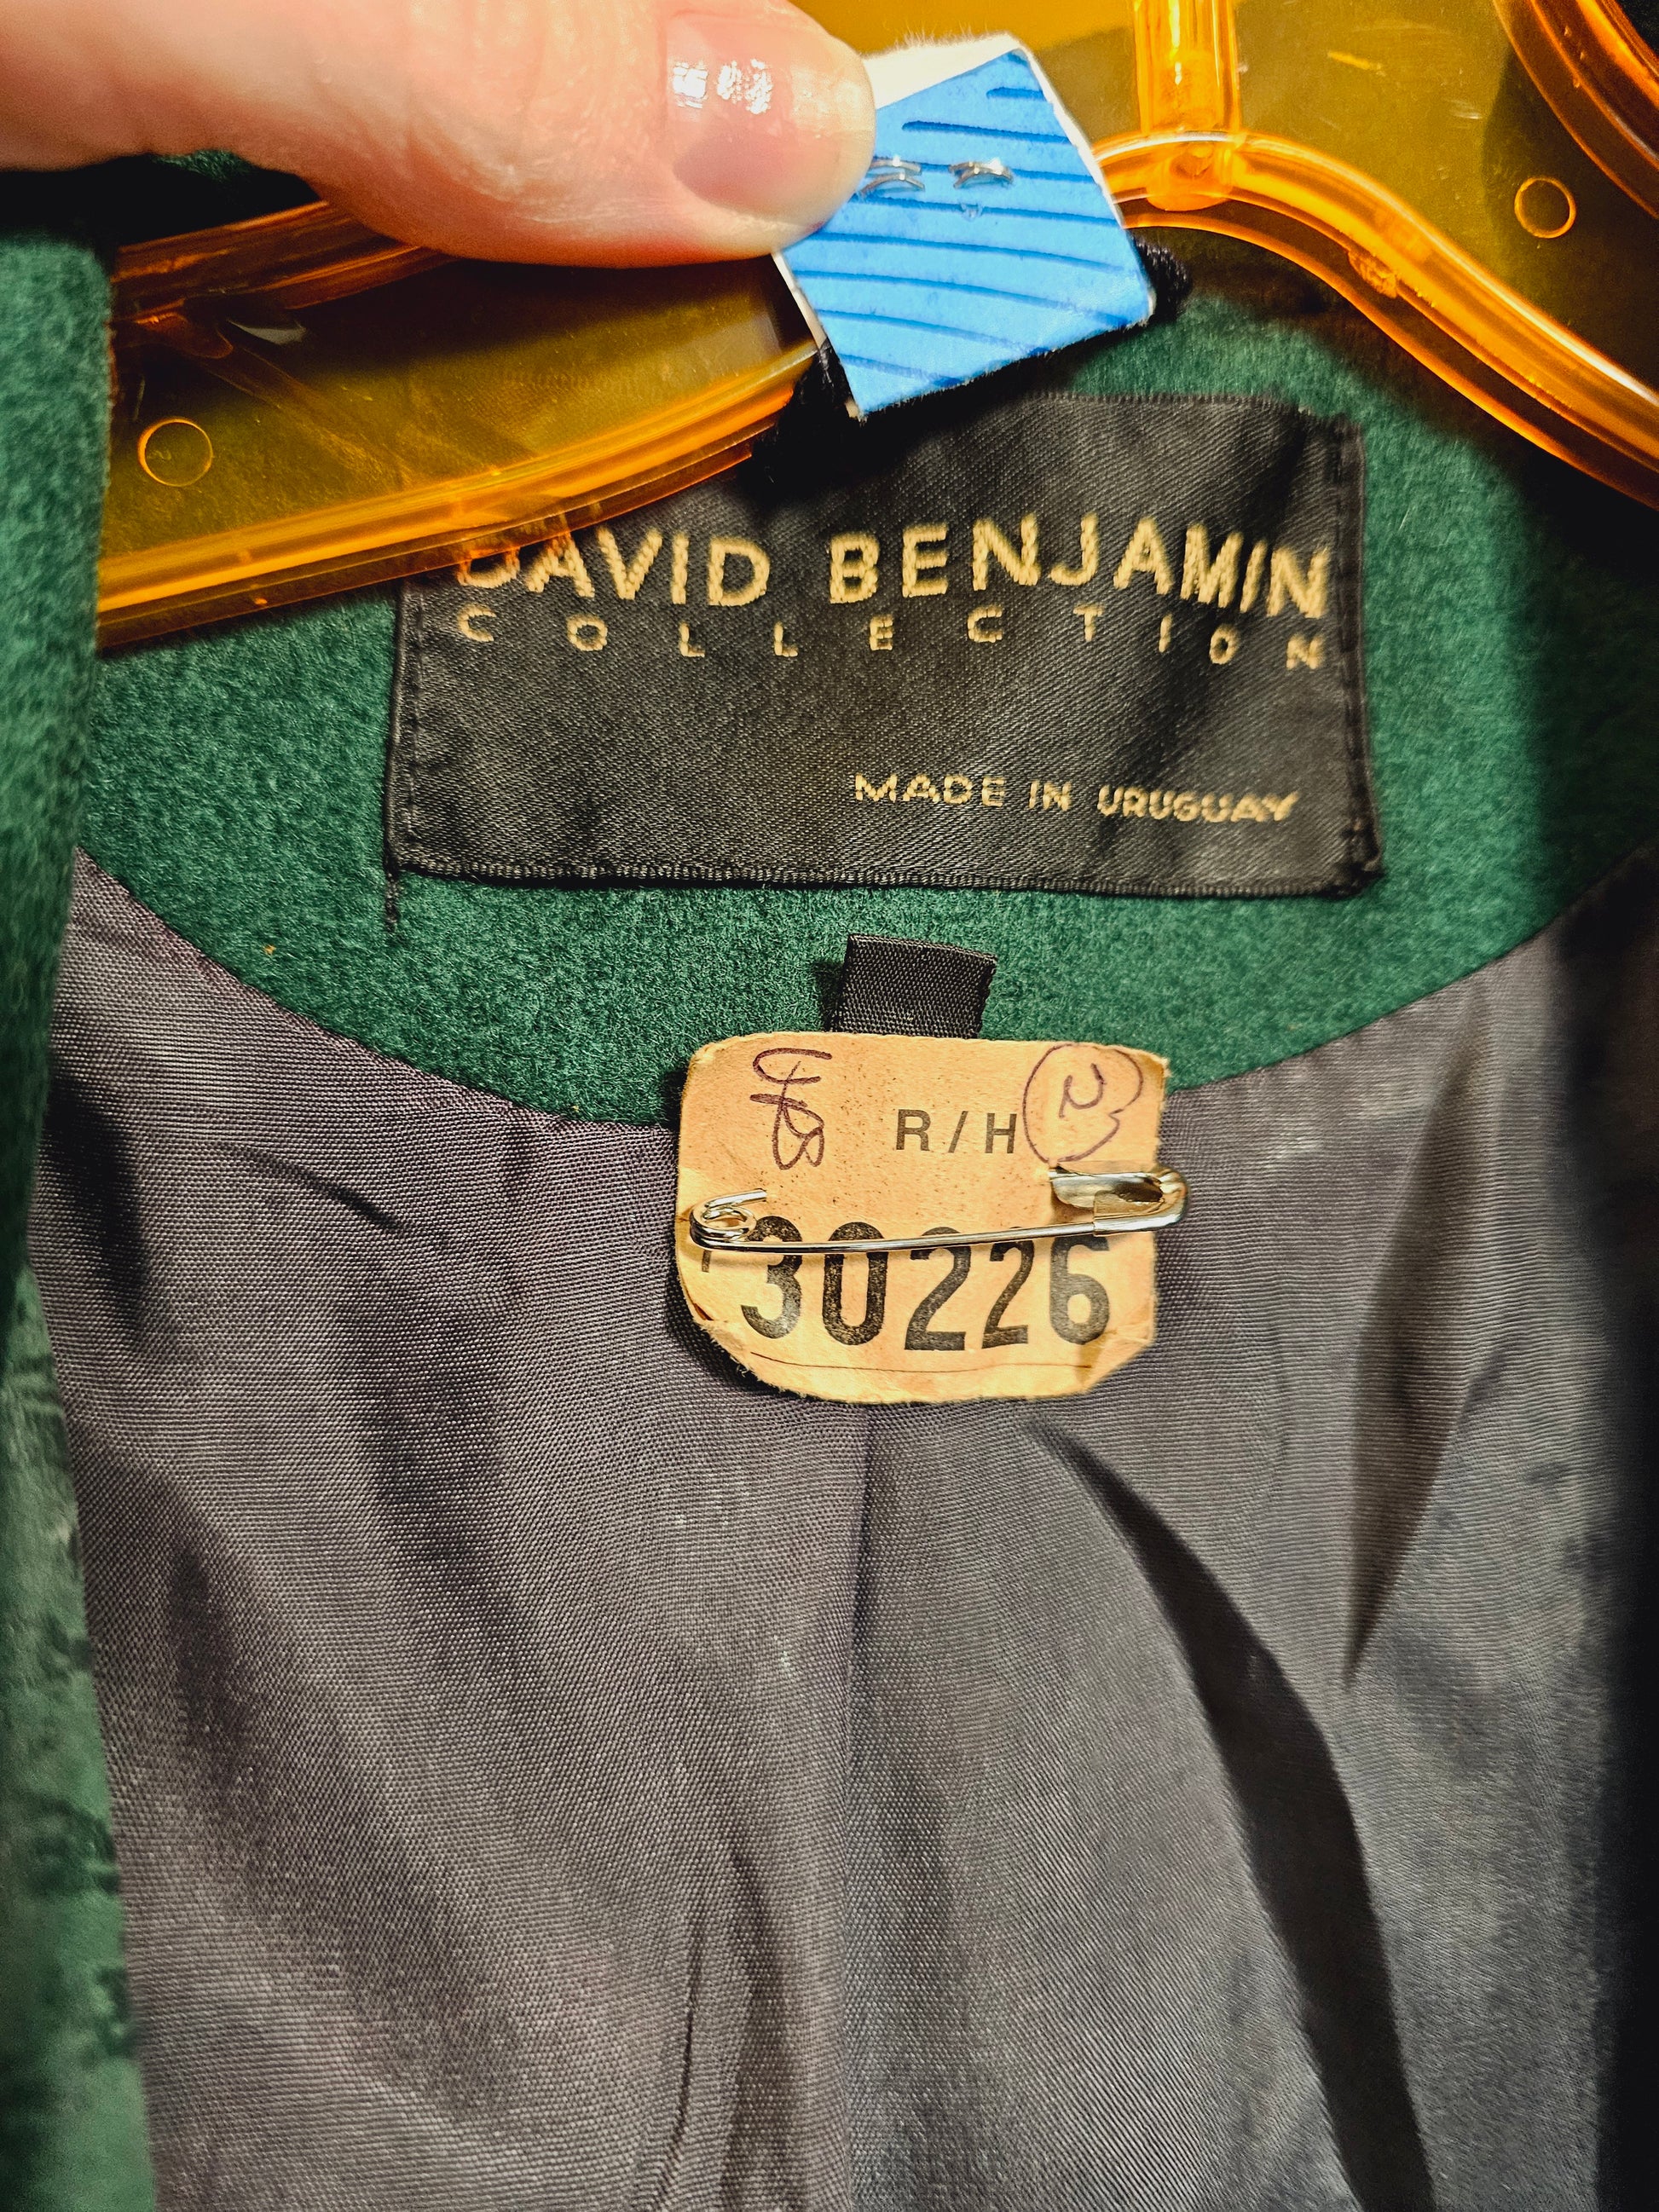 DAVID BENJAMIN
COLLECTION
MADE IN URUGUAY
R/H
30226